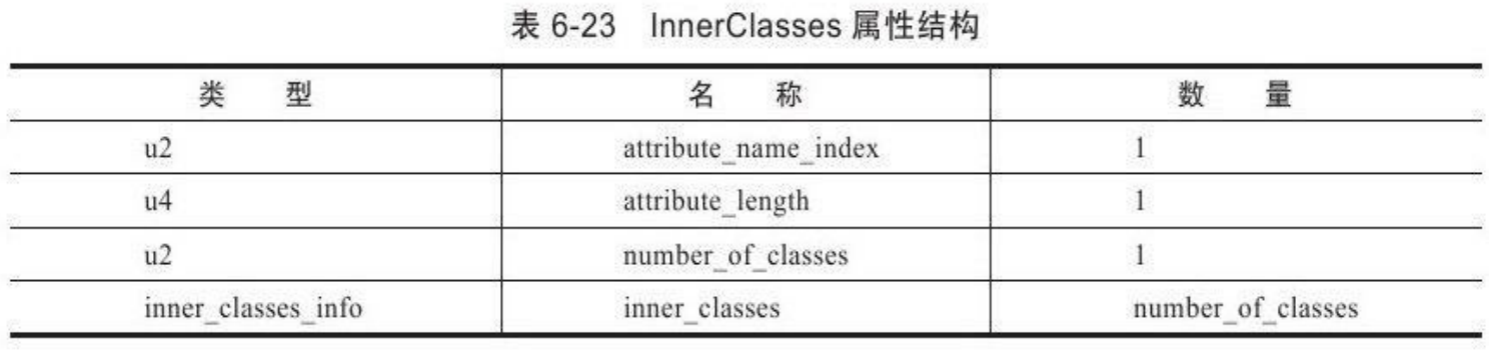 表 6-23 InnerClasses 属性结构
类 型 名 称 数 量
u2 attribute_name_index 1
u4 attribute_length 1
u2 number_of_classes 1
inner_classes_info inner_classes number_of_classes